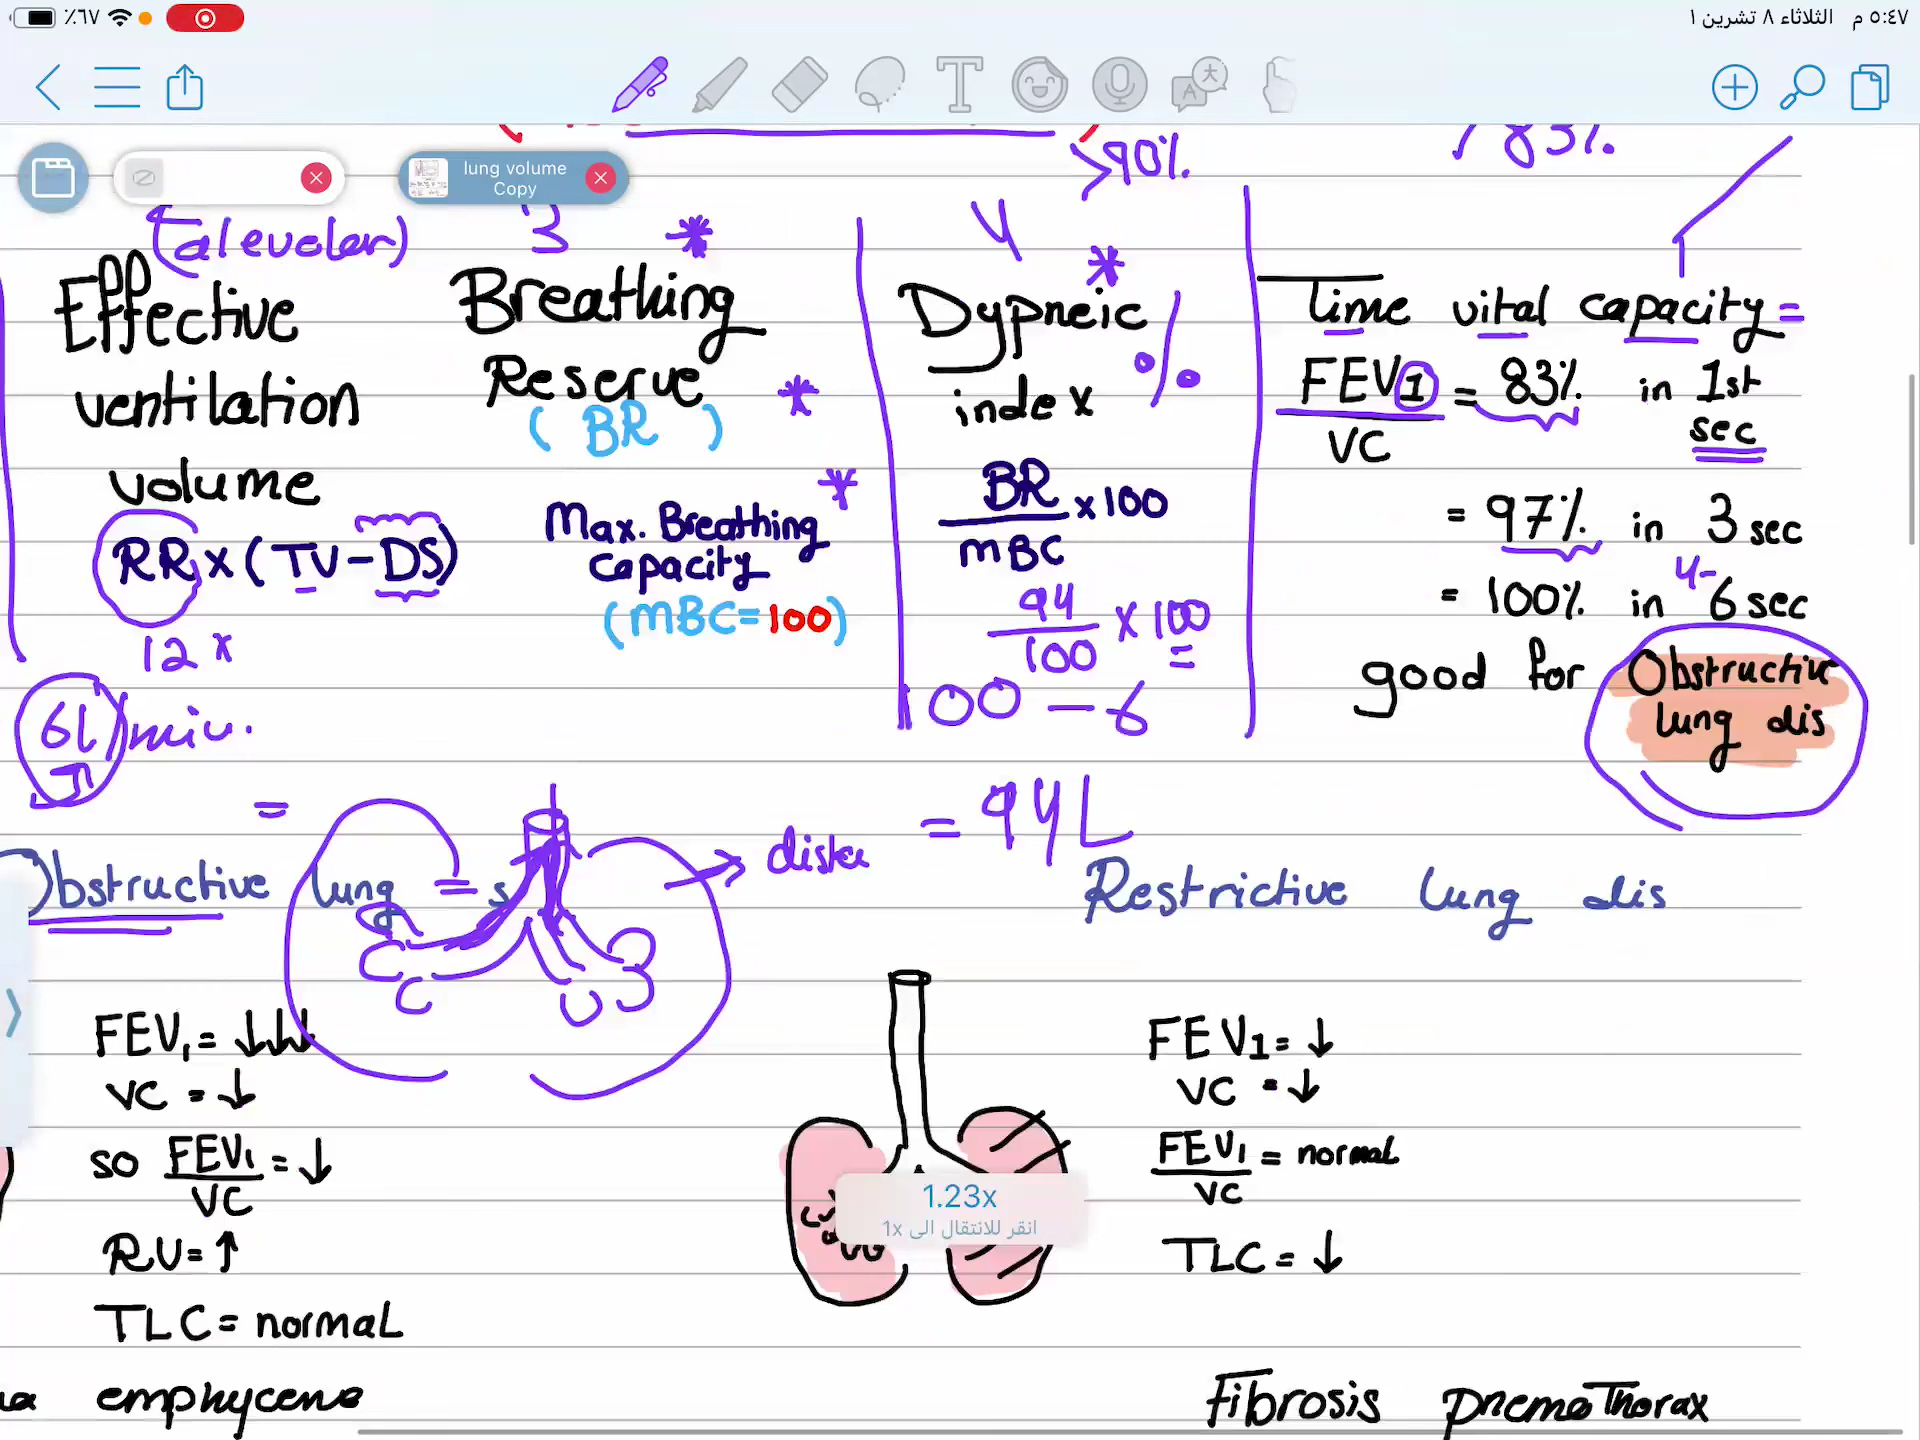 ٪٦٧
٥:٤٧ م الثلاثاء ٨ تشرين ١
lung volume
Copy
>90%
83%
(aleveler)
3 *
4 *
Effective
ventilation
volume
RR x (TV-DS)
12 x
6L/min.
=
Breathing
Reserve *
( BR )
*
Max. Breathing
capacity
(mBC=100)
Dypneic
index %
BR/mBC x100
94/100 x 100
=
100 - 6
= 94L
Time vital capacity =
FEV1/VC = 83% in 1st
sec
= 97% in 3 sec
4-
= 100% in 6 sec
good for Obstructive
lung dis
Obstructive lung = s
FEV1 = ↓↓↓
VC = ↓
so FEV1/VC = ↓
RV = ↑
TLC = normal
emphycema
Restrictive lung dis
FEV1 = ↓
VC = ↓
FEV1/VC = normal
TLC = ↓
Fibrosis pnemoThorax
1.23x
انقر للانتقال الى 1x